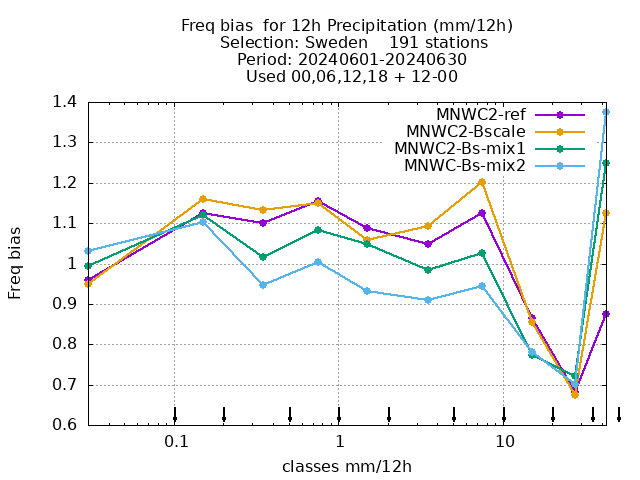 Freq bias  for 12h Precipitation (mm/12h)
Selection: Sweden    191 stations
Period: 20240601-20240630
Used 00,06,12,18 + 12-00
MNWC2-ref
MNWC2-Bscale
MNWC2-Bs-mix1
MNWC-Bs-mix2
1.4
1.3
1.2
1.1
1
0.9
0.8
0.7
0.6
Freq bias
0.1 1 10
classes mm/12h